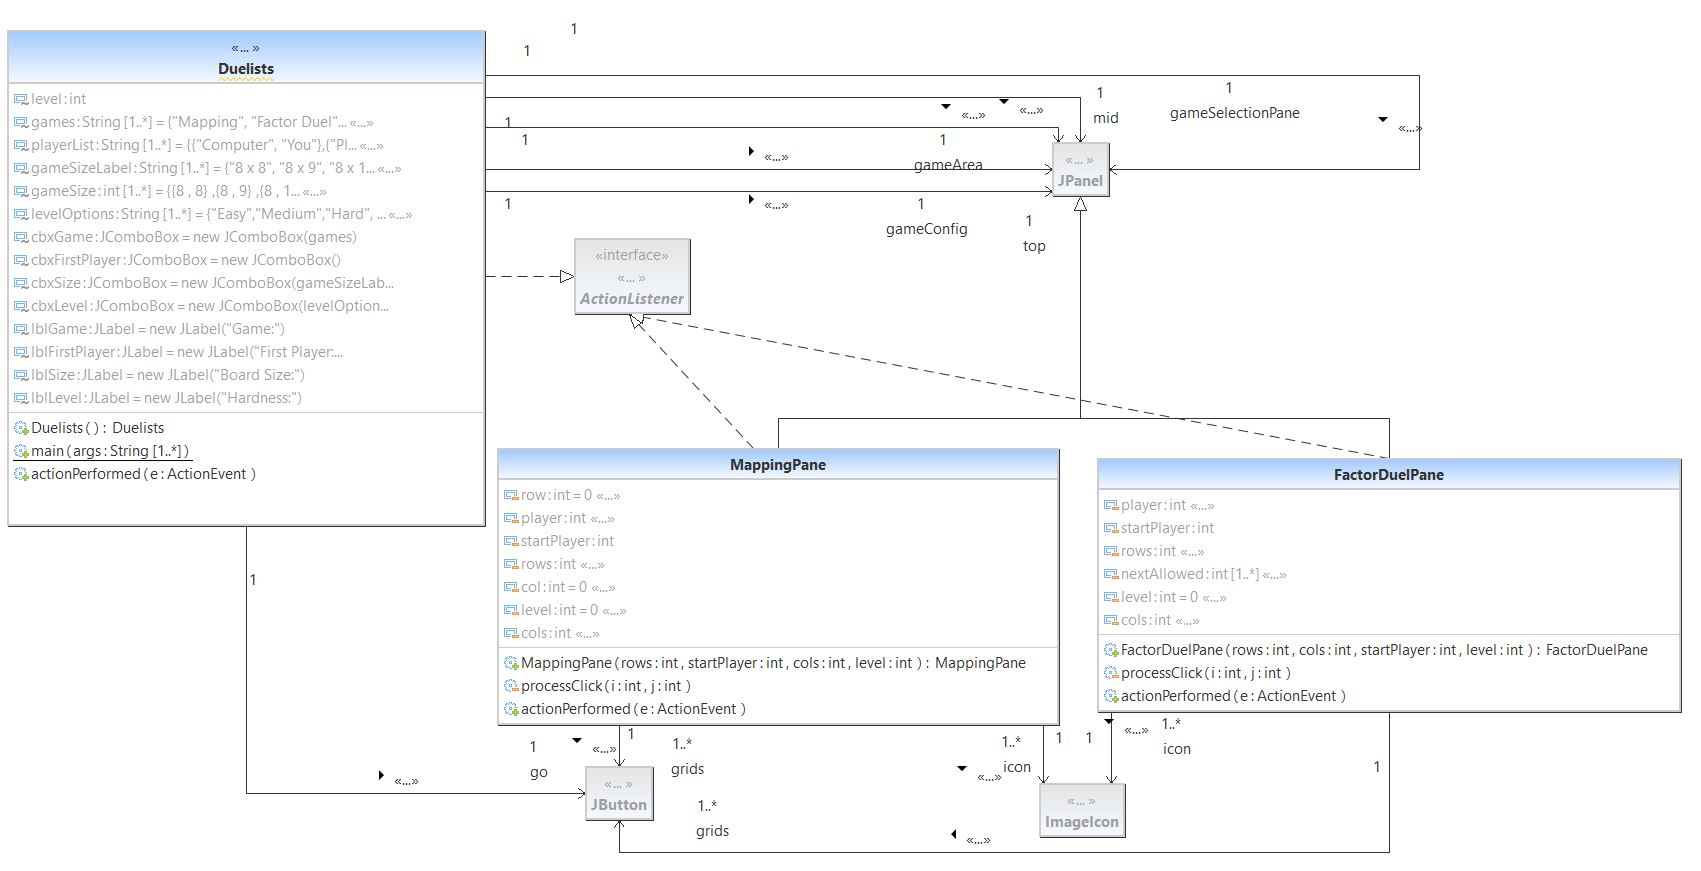 «... »
Duelists
level:int
games:String [1..*] = {"Mapping", "Factor Duel"... «...»
playerList:String [1..*] = {{"Computer", "You"},{"Pl... «...»
gameSizeLabel:String [1..*] = {"8 x 8", "8 x 9", "8 x 1... «...»
gameSize:int [1..*] = {{8 , 8} ,{8 , 9} ,{8 , 1... «...»
levelOptions:String [1..*] = {"Easy","Medium","Hard", ... «...»
cbxGame:JComboBox = new JComboBox(games)
cbxFirstPlayer:JComboBox = new JComboBox()
cbxSize:JComboBox = new JComboBox(gameSizeLab...
cbxLevel:JComboBox = new JComboBox(levelOption...
lblGame:JLabel = new JLabel("Game:")
lblFirstPlayer:JLabel = new JLabel("First Player:...
lblSize:JLabel = new JLabel("Board Size:")
lblLevel:JLabel = new JLabel("Hardness:")
Duelists ( ) : Duelists
main ( args : String [1..*] )
actionPerformed ( e : ActionEvent )
1
1
1
1
1
1
mid
«...»
«...»
1
gameSelectionPane
«...»
«...»
1
gameArea
«...»
1
gameConfig
1
top
«... »
JPanel
«interface»
«... »
ActionListener
MappingPane
row:int = 0 «...»
player:int «...»
startPlayer:int
rows:int «...»
col:int = 0 «...»
level:int = 0 «...»
cols:int «...»
MappingPane ( rows : int , startPlayer : int , cols : int , level : int ) : MappingPane
processClick ( i : int , j : int )
actionPerformed ( e : ActionEvent )
FactorDuelPane
player:int «...»
startPlayer:int
rows:int «...»
nextAllowed:int [1..*] «...»
level:int = 0 «...»
cols:int «...»
FactorDuelPane ( rows : int , cols : int , startPlayer : int , level : int ) : FactorDuelPane
processClick ( i : int , j : int )
actionPerformed ( e : ActionEvent )
1
1
go
«...»
«...»
1
1..*
grids
«... »
JButton
1..*
grids
1..*
icon
«...»
1
1
«...»
1..*
icon
«... »
ImageIcon
1
«...»